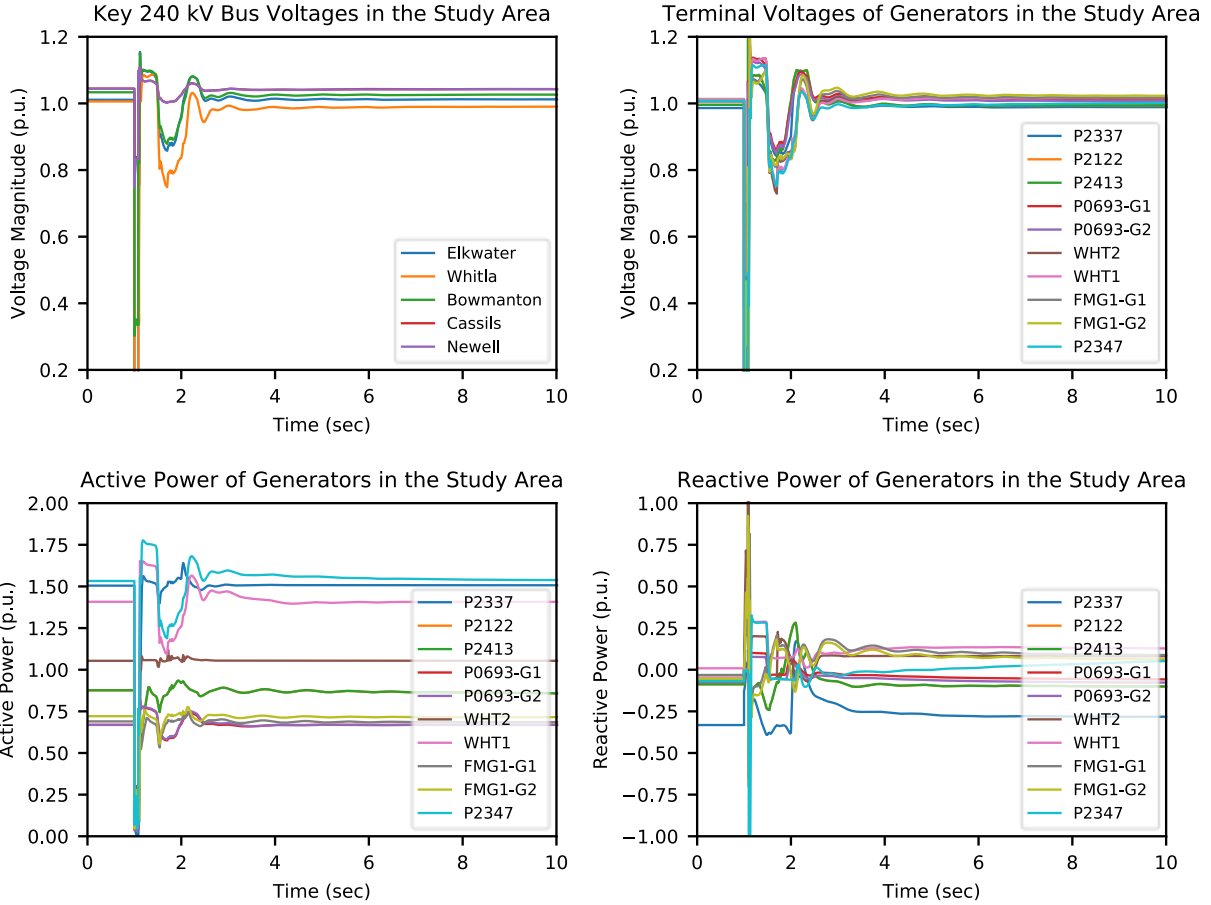 Key 240 kV Bus Voltages in the Study Area
Voltage Magnitude (p.u.)
1.2
1.0
0.8
0.6
0.4
0.2
Elkwater
Whitla
Bowmanton
Cassils
Newell
0 2 4 6 8 10
Time (sec)
Terminal Voltages of Generators in the Study Area
Voltage Magnitude (p.u.)
1.2
1.0
0.8
0.6
0.4
0.2
P2337
P2122
P2413
P0693-G1
P0693-G2
WHT2
WHT1
FMG1-G1
FMG1-G2
P2347
0 2 4 6 8 10
Time (sec)
Active Power of Generators in the Study Area
Active Power (p.u.)
2.00
1.75
1.50
1.25
1.00
0.75
0.50
0.25
0.00
P2337
P2122
P2413
P0693-G1
P0693-G2
WHT2
WHT1
FMG1-G1
FMG1-G2
P2347
0 2 4 6 8 10
Time (sec)
Reactive Power of Generators in the Study Area
Reactive Power (p.u.)
1.00
0.75
0.50
0.25
0.00
−0.25
−0.50
−0.75
−1.00
P2337
P2122
P2413
P0693-G1
P0693-G2
WHT2
WHT1
FMG1-G1
FMG1-G2
P2347
0 2 4 6 8 10
Time (sec)